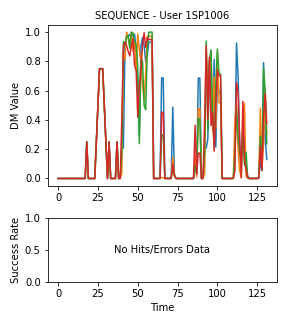 SEQUENCE - User 1SP1006
DM Value
1.0
0.8
0.6
0.4
0.2
0.0
0 25 50 75 100 125
Success Rate
1.0
0.5
0.0
No Hits/Errors Data
0 25 50 75 100 125
Time